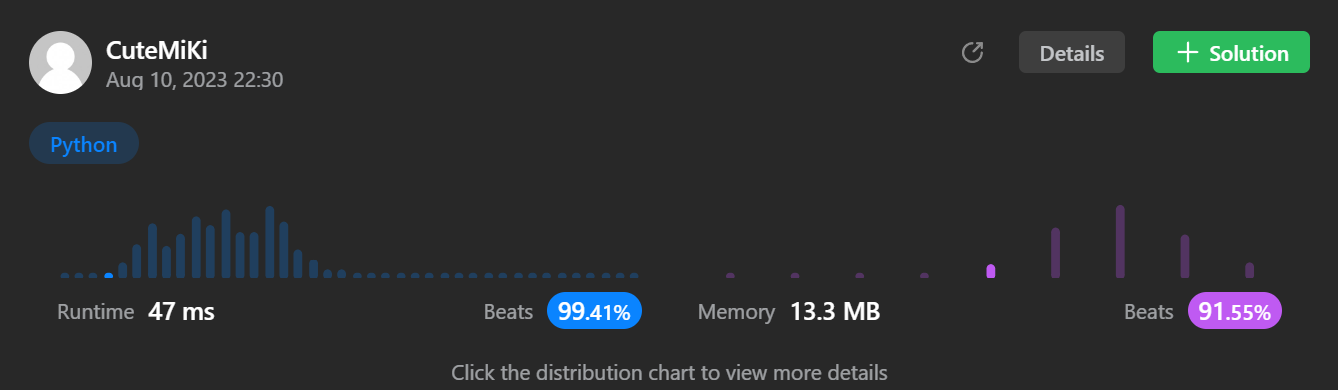 CuteMiKi
Aug 10, 2023 22:30
Details
Solution
Python
Runtime 47 ms Beats 99.41%
Memory 13.3 MB Beats 91.55%
Click the distribution chart to view more details